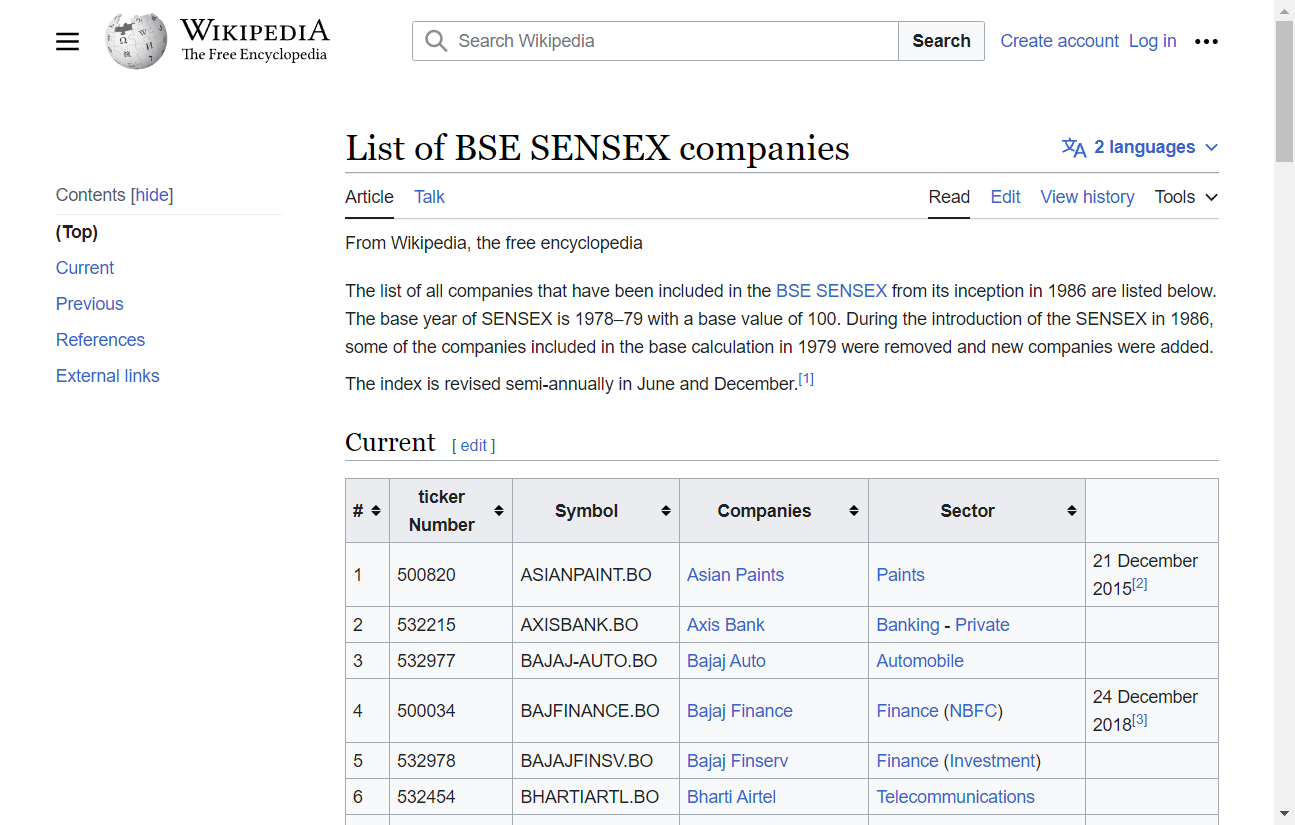 WIKIPEDIA
The Free Encyclopedia
Search Wikipedia
Search
Create account Log in
List of BSE SENSEX companies
2 languages
Contents [hide]
(Top)
Current
Previous
References
External links
Article Talk Read Edit View history Tools
From Wikipedia, the free encyclopedia
The list of all companies that have been included in the BSE SENSEX from its inception in 1986 are listed below.
The base year of SENSEX is 1978–79 with a base value of 100. During the introduction of the SENSEX in 1986,
some of the companies included in the base calculation in 1979 were removed and new companies were added.
The index is revised semi-annually in June and December.[1]
Current [ edit ]
# ticker Number Symbol Companies Sector
1 500820 ASIANPAINT.BO Asian Paints Paints 21 December 2015[2]
2 532215 AXISBANK.BO Axis Bank Banking - Private
3 532977 BAJAJ-AUTO.BO Bajaj Auto Automobile
4 500034 BAJFINANCE.BO Bajaj Finance Finance (NBFC) 24 December 2018[3]
5 532978 BAJAJFINSV.BO Bajaj Finserv Finance (Investment)
6 532454 BHARTIARTL.BO Bharti Airtel Telecommunications